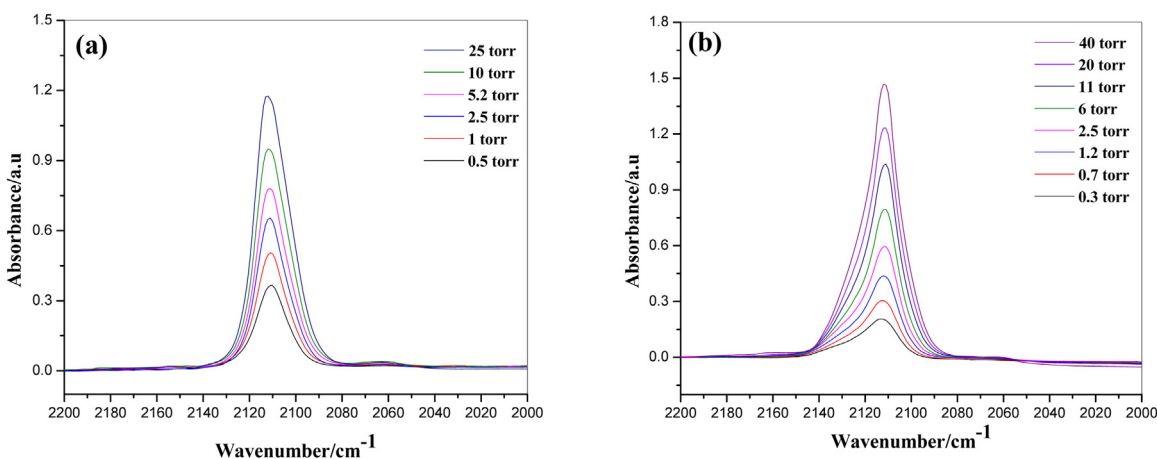 (a)
Absorbance/a.u
1.5
1.2
0.9
0.6
0.3
0.0
25 torr
10 torr
5.2 torr
2.5 torr
1 torr
0.5 torr
2200 2160 2140 2120 2100 2080 2060 2040 2020 2000
Wavenumber/cm-1
(b)
Absorbance/a.u
1.8
1.5
1.2
0.9
0.6
0.3
0.0
40 torr
20 torr
11 torr
6 torr
2.5 torr
1.2 torr
0.7 torr
0.3 torr
2200 2160 2140 2120 2100 2080 2060 2040 2020 2000
Wavenumber/cm-1